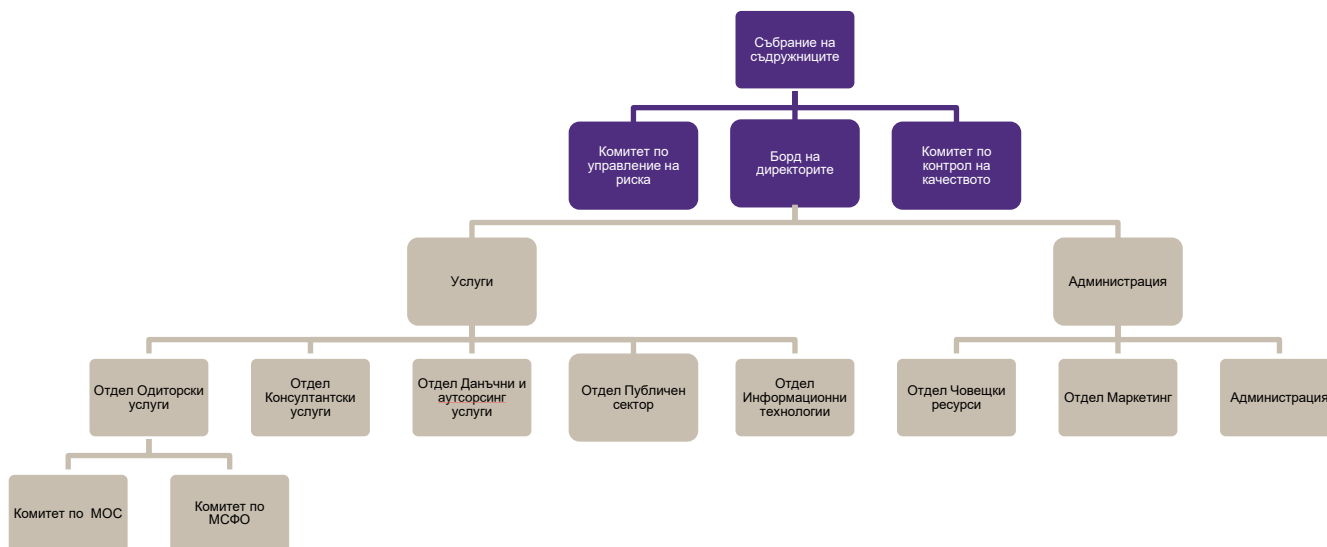 Събрание на
съдружниците
Комитет по
управление на
риска
Борд на
директорите
Комитет по
контрол на
качеството
Услуги
Администрация
Отдел Одиторски
услуги
Отдел
Консултантски
услуги
Отдел Данъчни и
аутсорсинг
услуги
Отдел Публичен
сектор
Отдел
Информационни
технологии
Отдел Човещки
ресурси
Отдел Маркетинг
Администрация
Комитет по МОС
Комитет по
МСФО